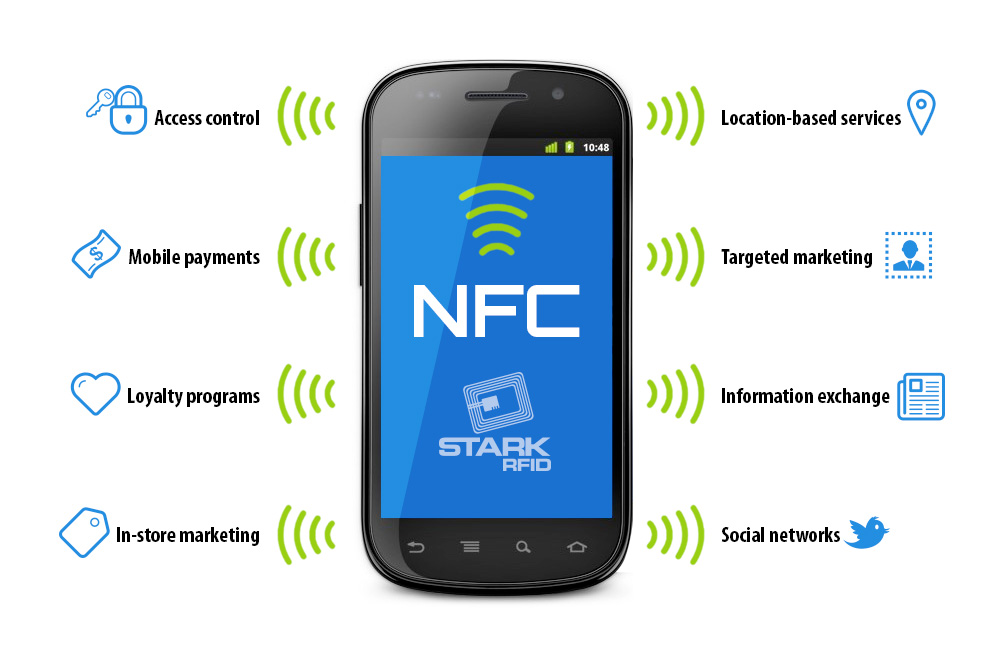 Access control
Mobile payments
Loyalty programs
In-store marketing
10:48
NFC
STARK
RFID
Location-based services
Targeted marketing
Information exchange
Social networks